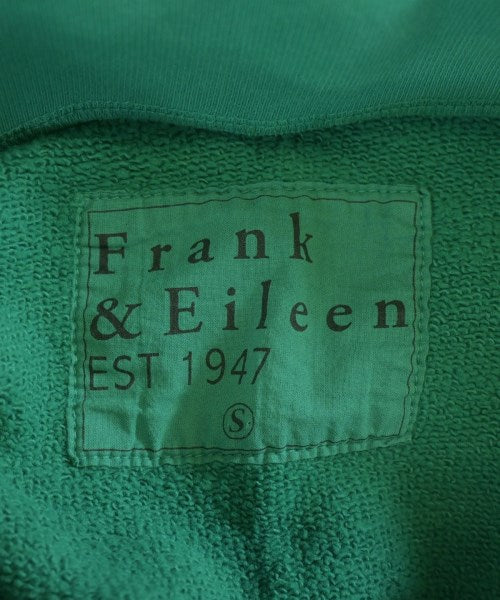 Frank
& Eileen
EST 1947
S